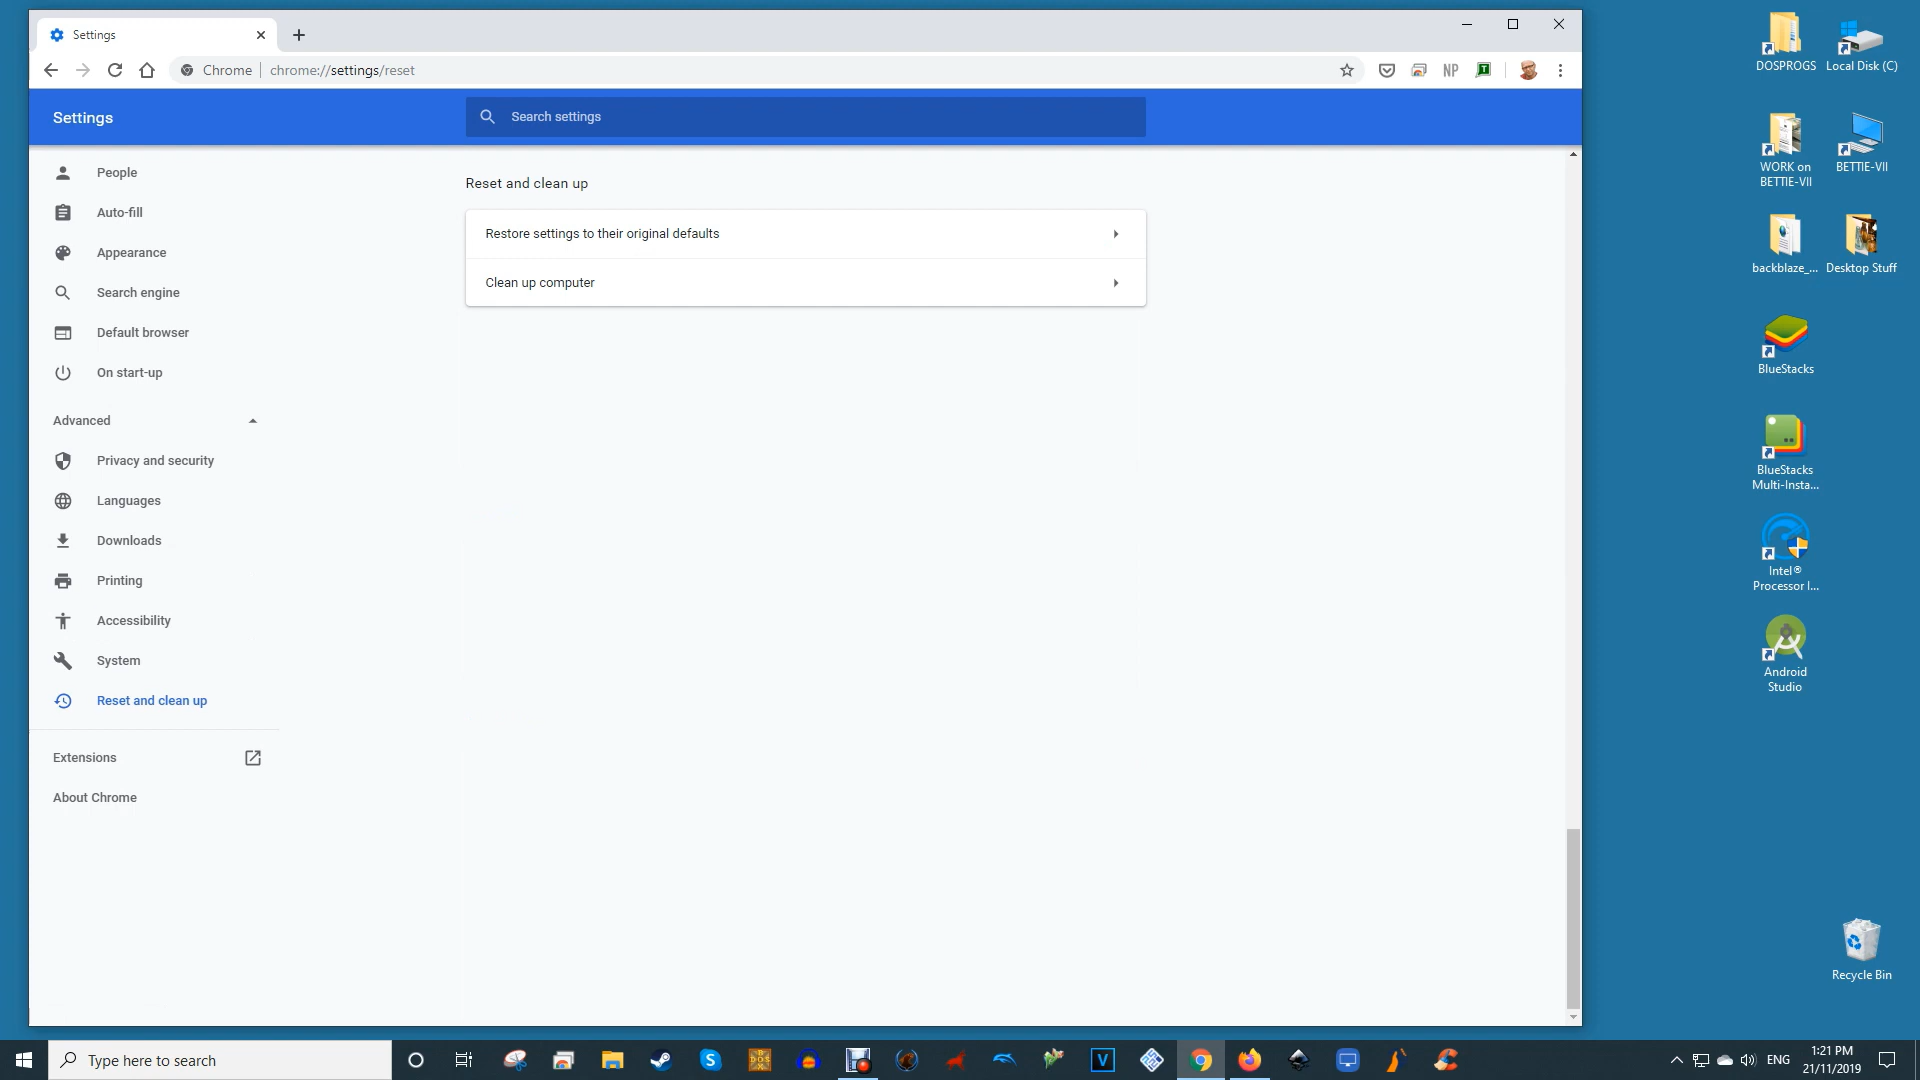 Settings
Chrome
chrome://settings/reset
NP
Settings
Search settings
People
Auto-fill
Appearance
Search engine
Default browser
On start-up
Advanced
Privacy and security
Languages
Downloads
Printing
Accessibility
System
Reset and clean up
Extensions
About Chrome
Reset and clean up
Restore settings to their original defaults
Clean up computer
DOSPROGS
Local Disk (C)
WORK on
BETTIE-VII
BETTIE-VII
backblaze_...
Desktop Stuff
BlueStacks
BlueStacks
Multi-Insta...
Intel®
Processor I...
Android
Studio
Recycle Bin
Type here to search
ENG
1:21 PM
21/11/2019